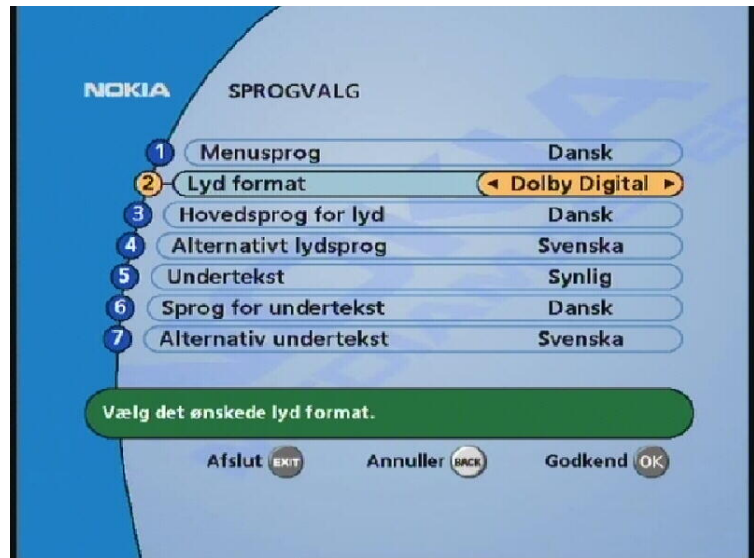 NOKIA SPROGVALG
1 Menusprog Dansk
2 Lyd format Dolby Digital
3 Hovedsprog for lyd Dansk
4 Alternativt lydsprog Svenska
5 Undertekst Synlig
6 Sprog for undertekst Dansk
7 Alternativ undertekst Svenska
Vælg det ønskede lyd format.
Afslut EXIT Annuller BACK Godkend OK